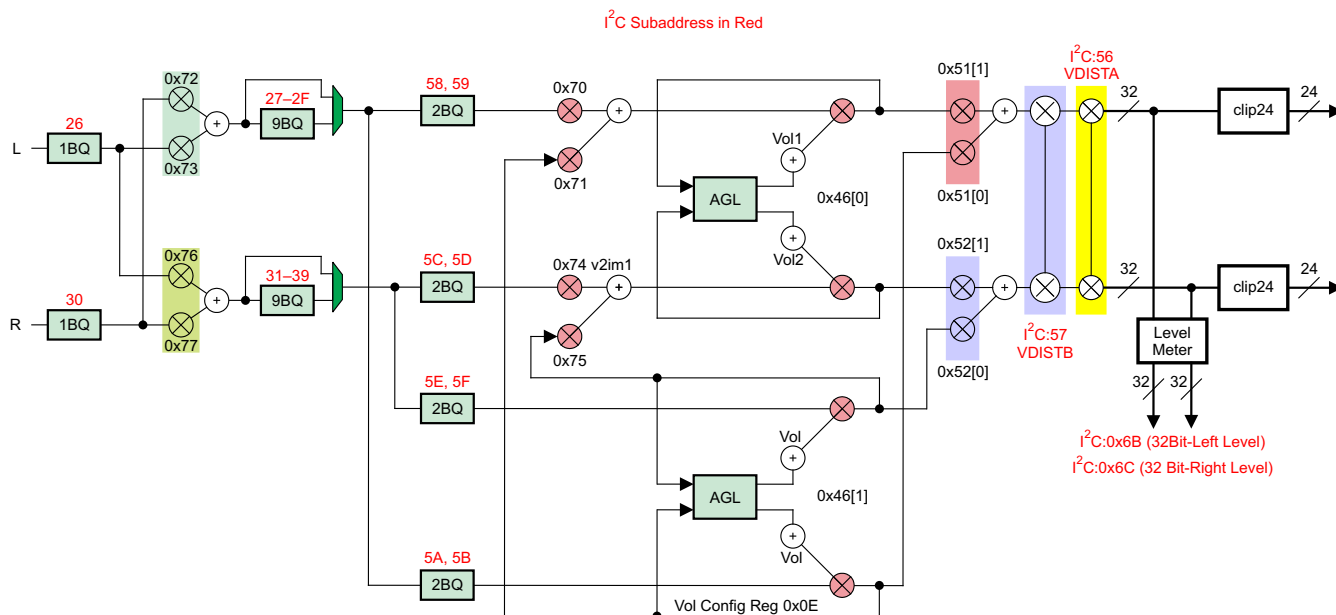 I²C Subaddress in Red
I²C:56
VDISTA
0x72
27–2F
9BQ
58, 59
2BQ
0x70
0x51[1]
32
clip24
24
26
L
1BQ
0x73
0x71
Vol1
AGL
0x46[0]
0x51[0]
Vol2
0x76
31–39
9BQ
5C, 5D
2BQ
0x74 v2im1
0x52[1]
32
clip24
24
30
R
1BQ
0x77
0x75
0x52[0]
I²C:57
VDISTB
Level
Meter
32
32
5E, 5F
2BQ
Vol
AGL
0x46[1]
Vol
I²C:0x6B (32Bit-Left Level)
I²C:0x6C (32 Bit-Right Level)
5A, 5B
2BQ
Vol Config Reg 0x0E